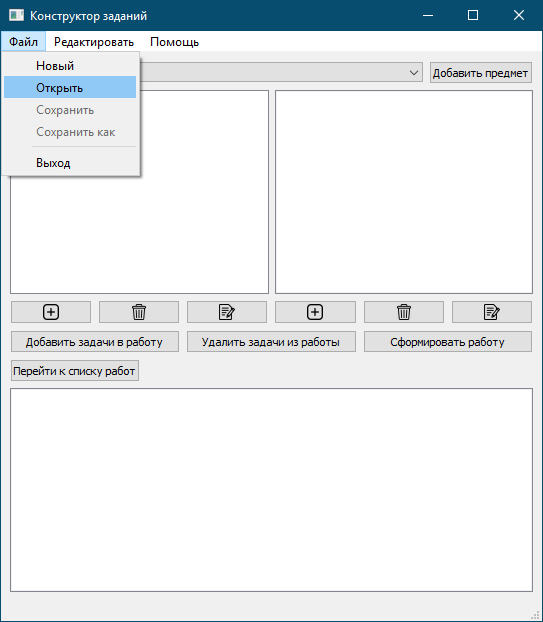 Конструктор заданий
Файл Редактировать Помощь
Новый
Открыть
Сохранить
Сохранить как
Выход
Добавить предмет
Добавить задачи в работу Удалить задачи из работы Сформировать работу
Перейти к списку работ